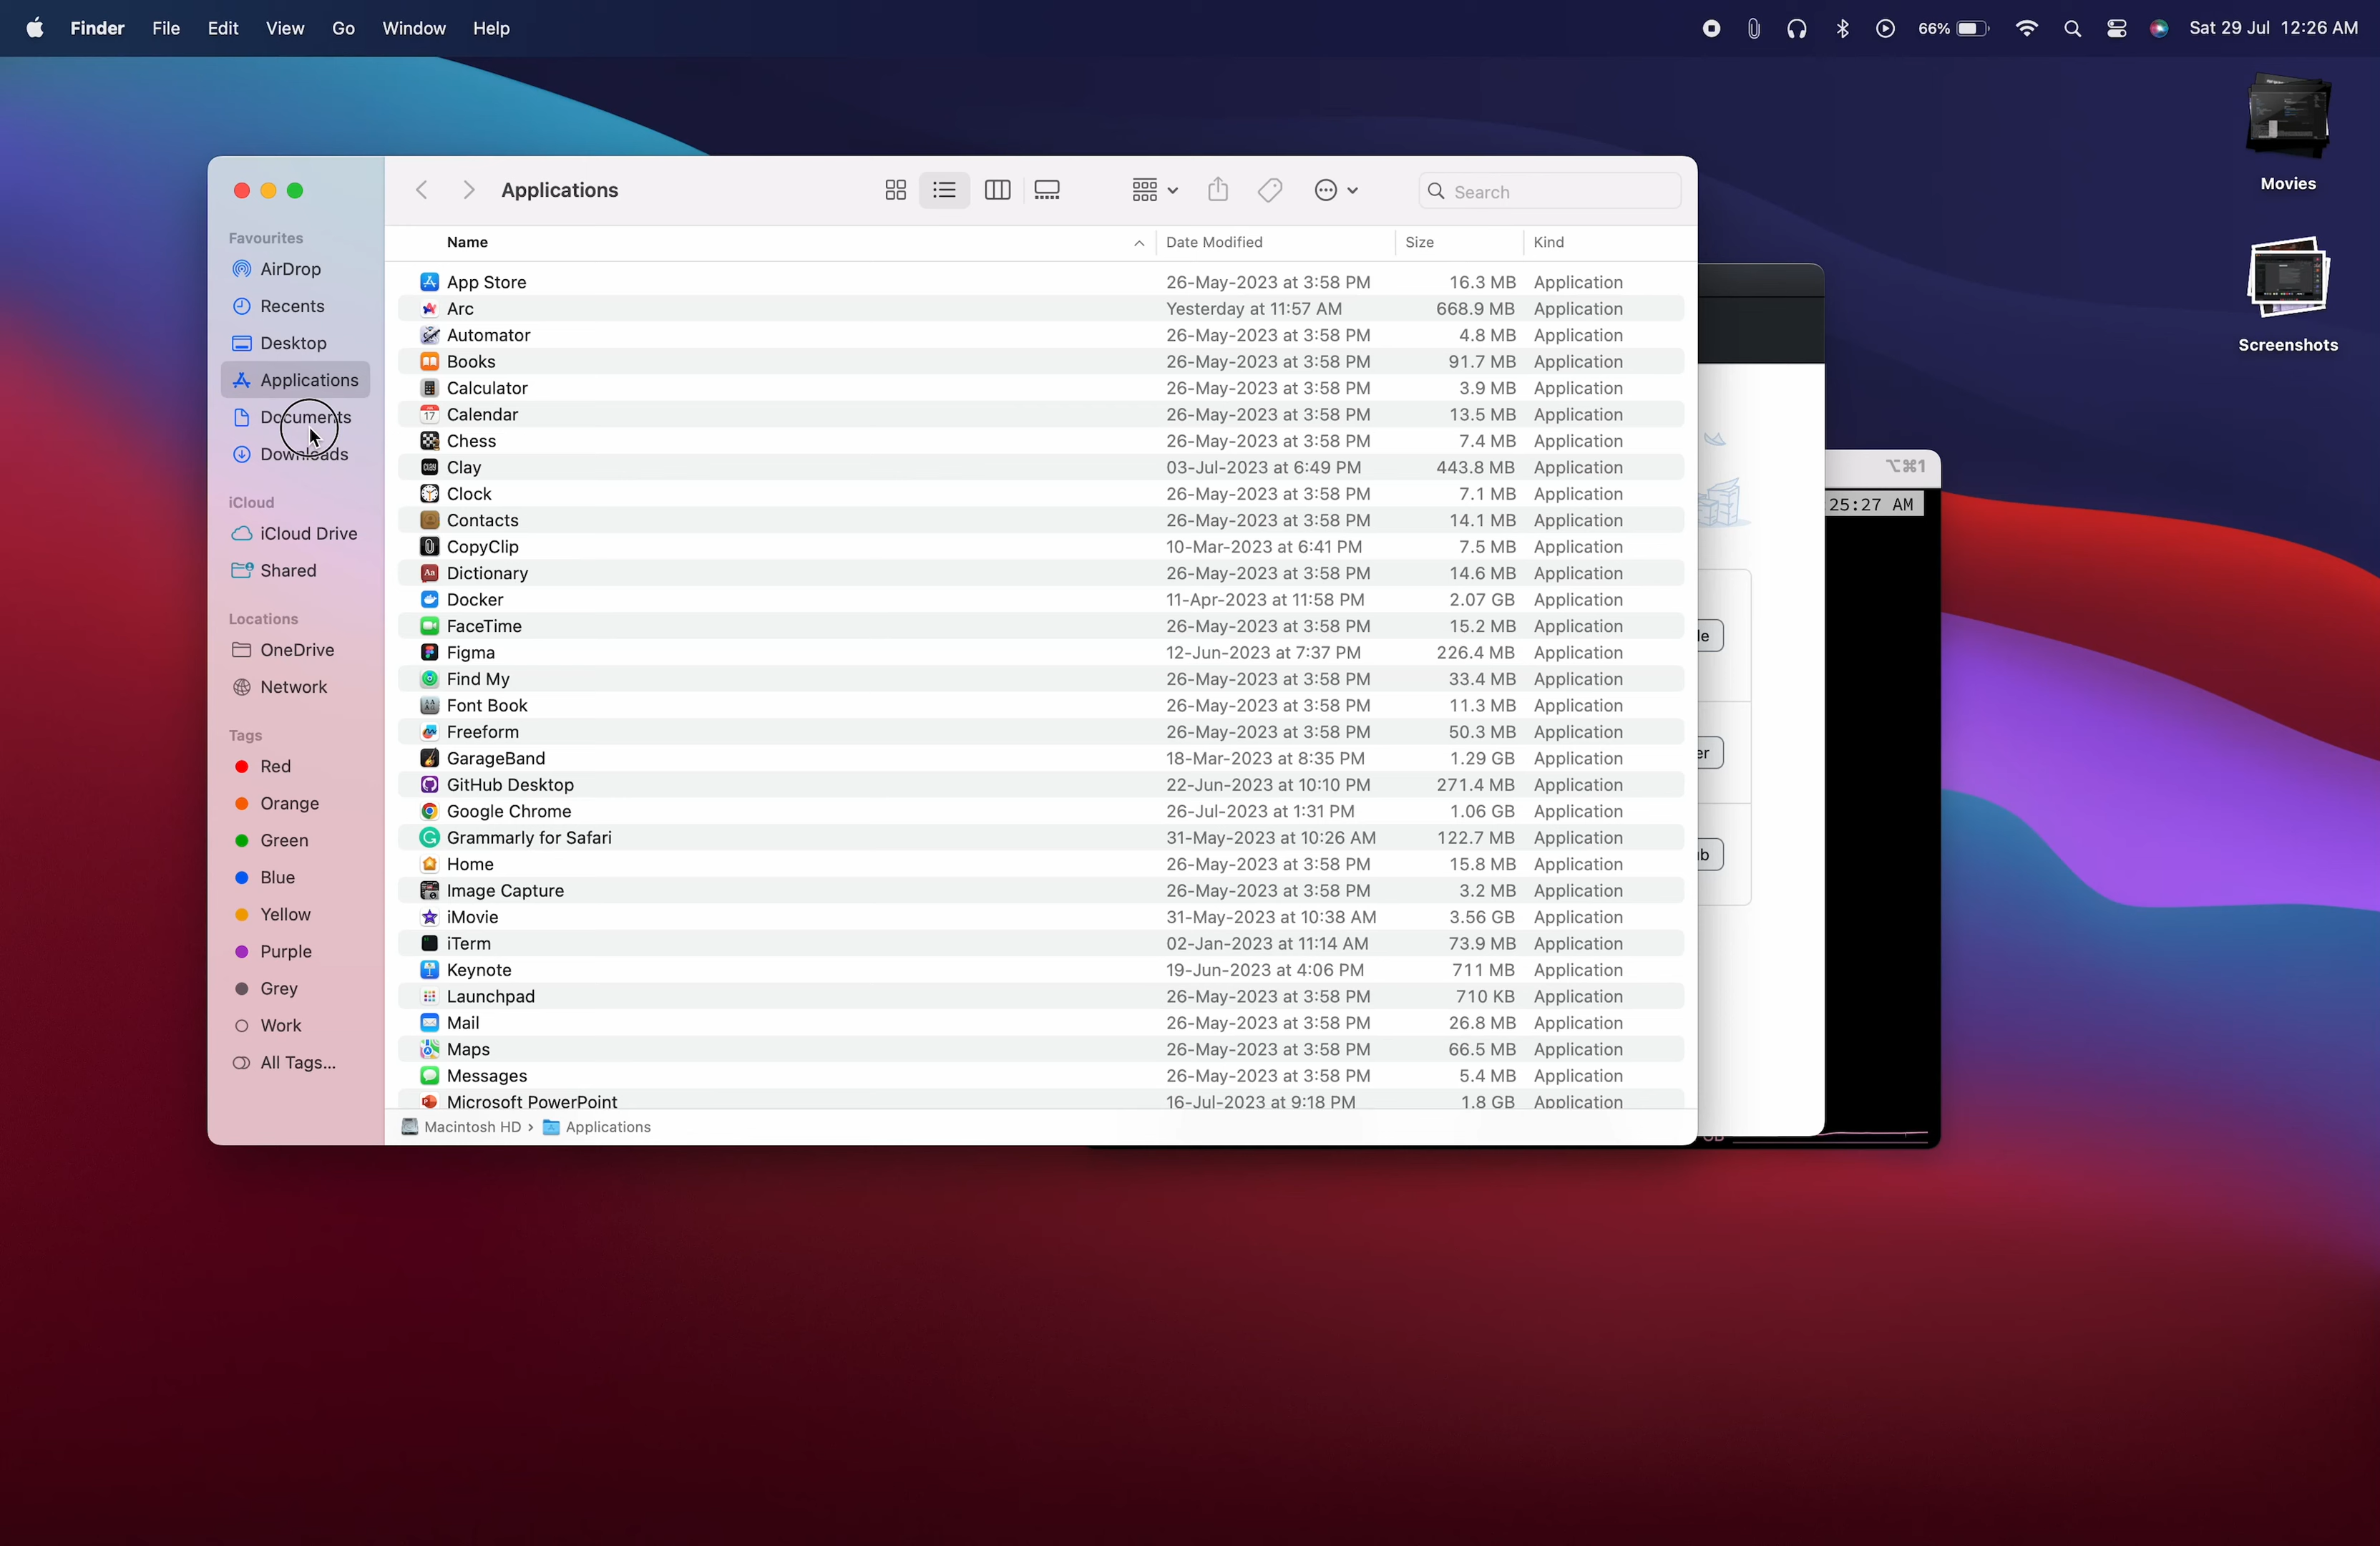 Finder File Edit View Go Window Help 66% Sat 29 Jul 12:26 AM
Movies
Screenshots
Applications Search
Name Date Modified Size Kind
Favourites
AirDrop
Recents
Desktop
Applications
Documents
Downloads
iCloud
iCloud Drive
Shared
Locations
OneDrive
Network
Tags
Red
Orange
Green
Blue
Yellow
Purple
Grey
Work
All Tags...
App Store 26-May-2023 at 3:58 PM 16.3 MB Application
Arc Yesterday at 11:57 AM 668.9 MB Application
Automator 26-May-2023 at 3:58 PM 4.8 MB Application
Books 26-May-2023 at 3:58 PM 91.7 MB Application
Calculator 26-May-2023 at 3:58 PM 3.9 MB Application
Calendar 26-May-2023 at 3:58 PM 13.5 MB Application
Chess 26-May-2023 at 3:58 PM 7.4 MB Application
Clay 03-Jul-2023 at 6:49 PM 443.8 MB Application
Clock 26-May-2023 at 3:58 PM 7.1 MB Application
Contacts 26-May-2023 at 3:58 PM 14.1 MB Application
CopyClip 10-Mar-2023 at 6:41 PM 7.5 MB Application
Dictionary 26-May-2023 at 3:58 PM 14.6 MB Application
Docker 11-Apr-2023 at 11:58 PM 2.07 GB Application
FaceTime 26-May-2023 at 3:58 PM 15.2 MB Application
Figma 12-Jun-2023 at 7:37 PM 226.4 MB Application
Find My 26-May-2023 at 3:58 PM 33.4 MB Application
Font Book 26-May-2023 at 3:58 PM 11.3 MB Application
Freeform 26-May-2023 at 3:58 PM 50.3 MB Application
GarageBand 18-Mar-2023 at 8:35 PM 1.29 GB Application
GitHub Desktop 22-Jun-2023 at 10:10 PM 271.4 MB Application
Google Chrome 26-Jul-2023 at 1:31 PM 1.06 GB Application
Grammarly for Safari 31-May-2023 at 10:26 AM 122.7 MB Application
Home 26-May-2023 at 3:58 PM 15.8 MB Application
Image Capture 26-May-2023 at 3:58 PM 3.2 MB Application
iMovie 31-May-2023 at 10:38 AM 3.56 GB Application
iTerm 02-Jan-2023 at 11:14 AM 73.9 MB Application
Keynote 19-Jun-2023 at 4:06 PM 711 MB Application
Launchpad 26-May-2023 at 3:58 PM 710 KB Application
Mail 26-May-2023 at 3:58 PM 26.8 MB Application
Maps 26-May-2023 at 3:58 PM 66.5 MB Application
Messages 26-May-2023 at 3:58 PM 5.4 MB Application
Microsoft PowerPoint 16-Jul-2023 at 9:18 PM 1.8 GB Application
Macintosh HD › Applications
⌥⌘1
25:27 AM
le
er
b